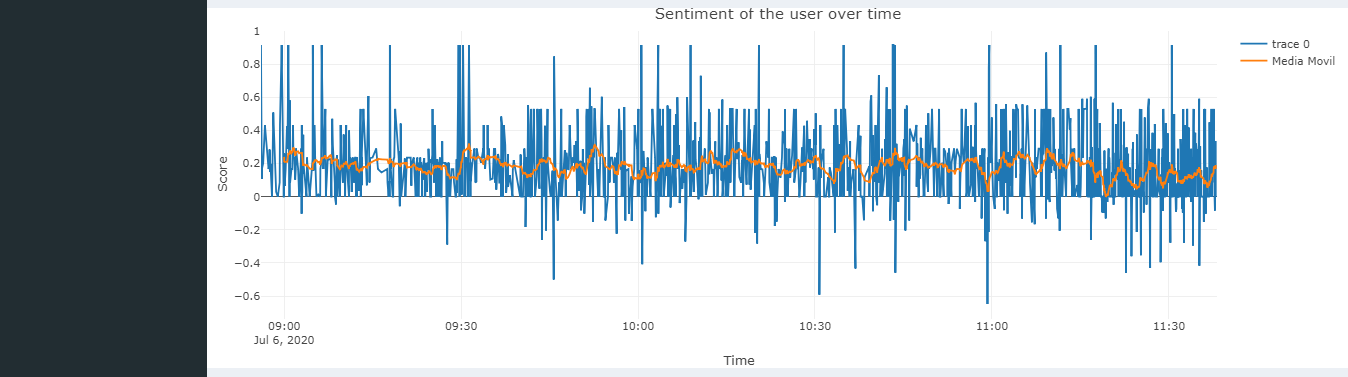 Sentiment of the user over time
1
0.8
0.6
0.4
0.2
0
−0.2
−0.4
−0.6
Score
09:00
Jul 6, 2020
09:30
10:00
10:30
11:00
11:30
Time
trace 0
Media Movil